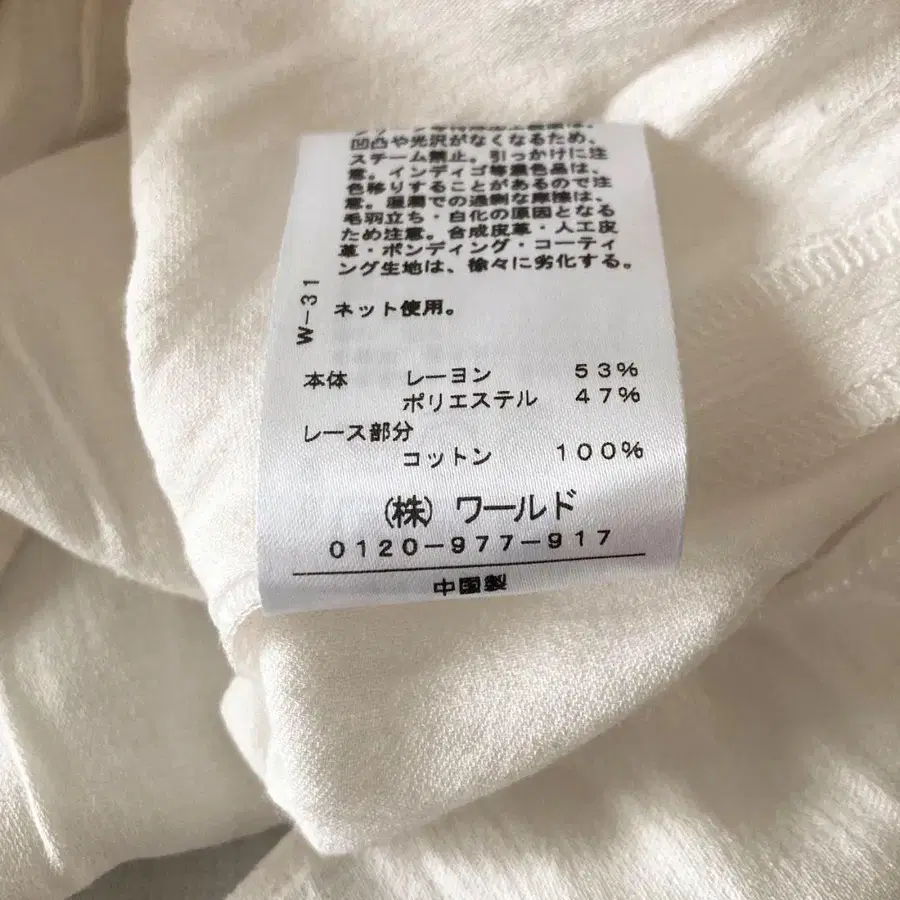 凹凸や光沢がなくなるため、
スチーム禁止。引っかけに注
意。インディゴ等濃色品は、
色移りすることがあるので注
意。湿潤での過剰な摩擦は、
毛羽立ち・白化の原因となる
ため注意。合成皮革・人工皮
革・ボンディング・コーティ
ング生地は、徐々に劣化する。
W-31
ネット使用。
本体 レーヨン 53%
ポリエステル 47%
レース部分
コットン 100%
(株)ワールド
0120-977-917
中国製